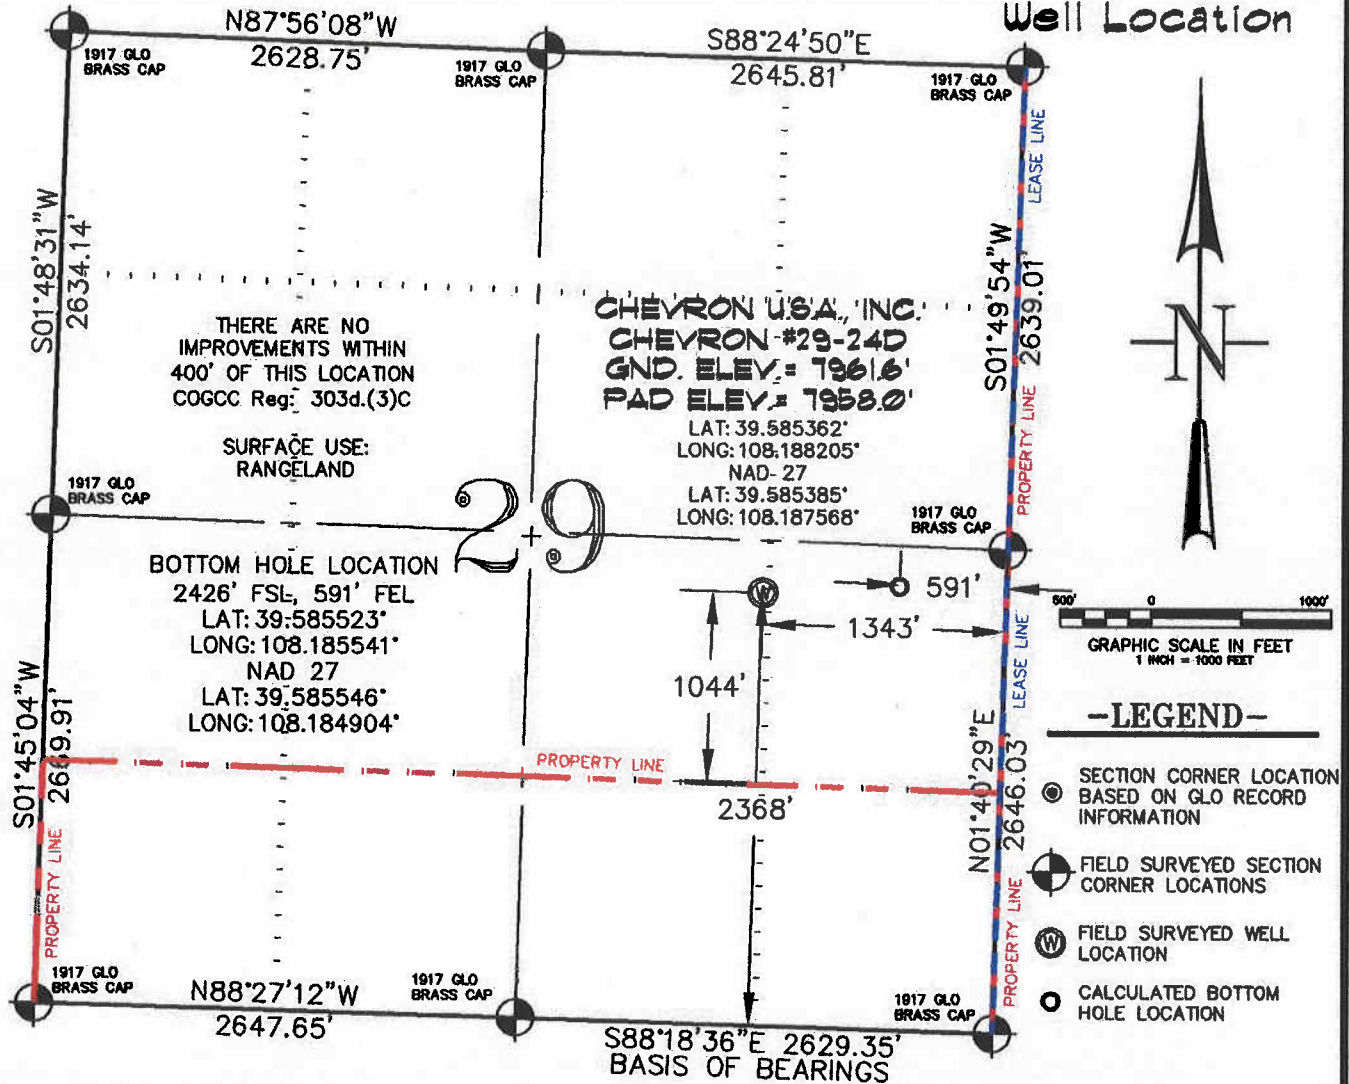 Well Location
N87°56'08"W
2628.75'
S88°24'50"E
2645.81'
1917 GLO
BRASS CAP
1917 GLO
BRASS CAP
1917 GLO
BRASS CAP
LEASE LINE
S01°48'31"W
2634.14'
S01°49'54"W
2639.01'
THERE ARE NO
IMPROVEMENTS WITHIN
400' OF THIS LOCATION
COGCC Reg: 303d.(3)C
SURFACE USE:
RANGELAND
CHEVRON U.S.A., INC.
CHEVRON #29-24D
GND. ELEV.= 7961.6'
PAD ELEV.= 7958.0'
LAT: 39.585362°
LONG: 108.188205°
NAD 27
LAT: 39.585385°
LONG: 108.187568°
PROPERTY LINE
N
1917 GLO
BRASS CAP
29
1917 GLO
BRASS CAP
BOTTOM HOLE LOCATION
2426' FSL, 591' FEL
LAT: 39.585523°
LONG: 108.185541°
NAD 27
LAT: 39.585546°
LONG: 108.184904°
W
591'
1343'
1044'
500' 0 1000'
GRAPHIC SCALE IN FEET
1 INCH = 1000 FEET
LEASE LINE
S01°45'04"W
PROPERTY LINE
2368'
N01°40'29"E
2646.03'
-LEGEND-
SECTION CORNER LOCATION
BASED ON GLO RECORD
INFORMATION
FIELD SURVEYED SECTION
CORNER LOCATIONS
W
FIELD SURVEYED WELL
LOCATION
CALCULATED BOTTOM
HOLE LOCATION
PROPERTY LINE
PROPERTY LINE
1917 GLO
BRASS CAP
N88°27'12"W
2647.65'
1917 GLO
BRASS CAP
1917 GLO
BRASS CAP
S88°18'36"E 2629.35'
BASIS OF BEARINGS